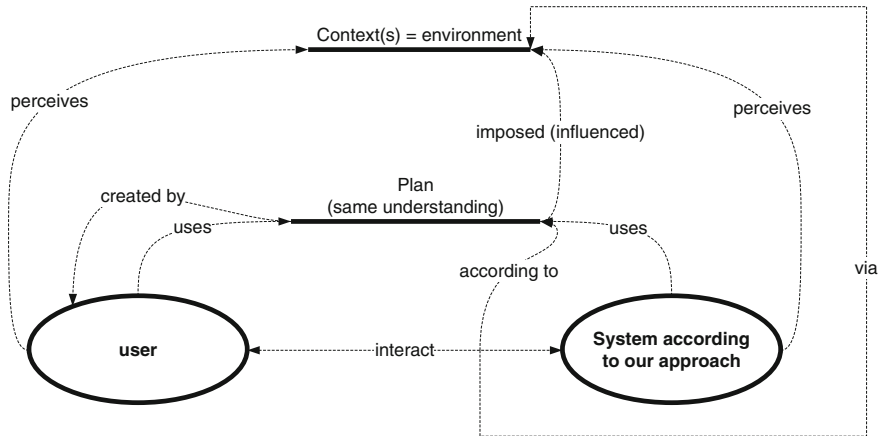 Context(s) = environment
perceives
perceives
imposed (influenced)
Plan
(same understanding)
created by
uses
uses
according to
via
user
interact
System according
to our approach